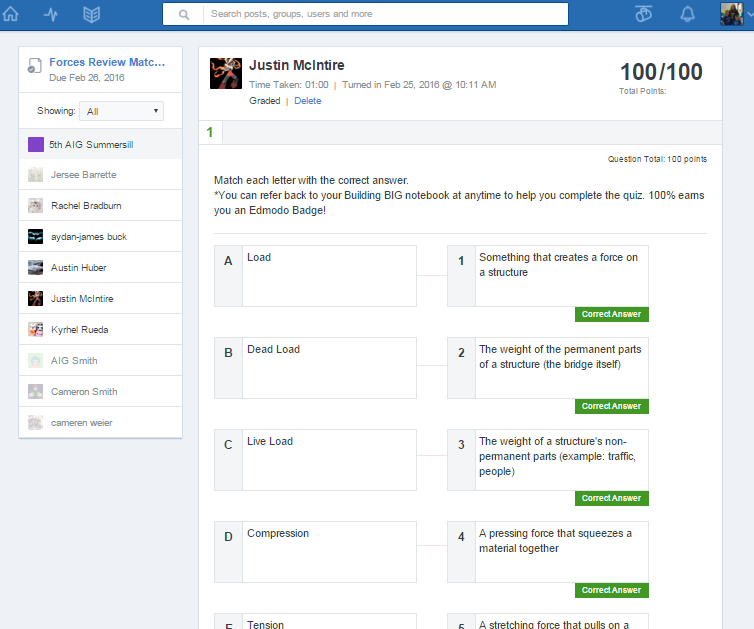 Search posts, groups, users and more
Forces Review Matc...
Due Feb 26, 2016
Showing: All
5th AIG Summersill
Jersee Barrette
Rachel Bradburn
aydan-james buck
Austin Huber
Justin McIntire
Kyrhel Rueda
AIG Smith
Cameron Smith
cameren weier
Justin McIntire
Time Taken: 01:00 | Turned in Feb 25, 2016 @ 10:11 AM
Graded | Delete
100/100
Total Points:
1
Question Total: 100 points
Match each letter with the correct answer.
*You can refer back to your Building BIG notebook at anytime to help you complete the quiz. 100% earns
you an Edmodo Badge!
A Load
1 Something that creates a force on
a structure
Correct Answer
B Dead Load
2 The weight of the permanent parts
of a structure (the bridge itself)
Correct Answer
C Live Load
3 The weight of a structure's non-
permanent parts (example: traffic,
people)
Correct Answer
D Compression
4 A pressing force that squeezes a
material together
Correct Answer
E Tension
5 A stretching force that pulls on a